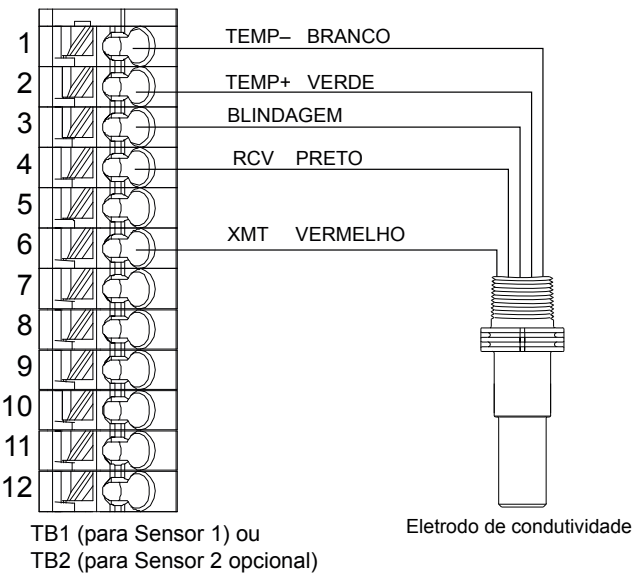 1 TEMP– BRANCO
2 TEMP+ VERDE
3 BLINDAGEM
4 RCV PRETO
5
6 XMT VERMELHO
7
8
9
10
11
12
TB1 (para Sensor 1) ou
TB2 (para Sensor 2 opcional)
Eletrodo de condutividade